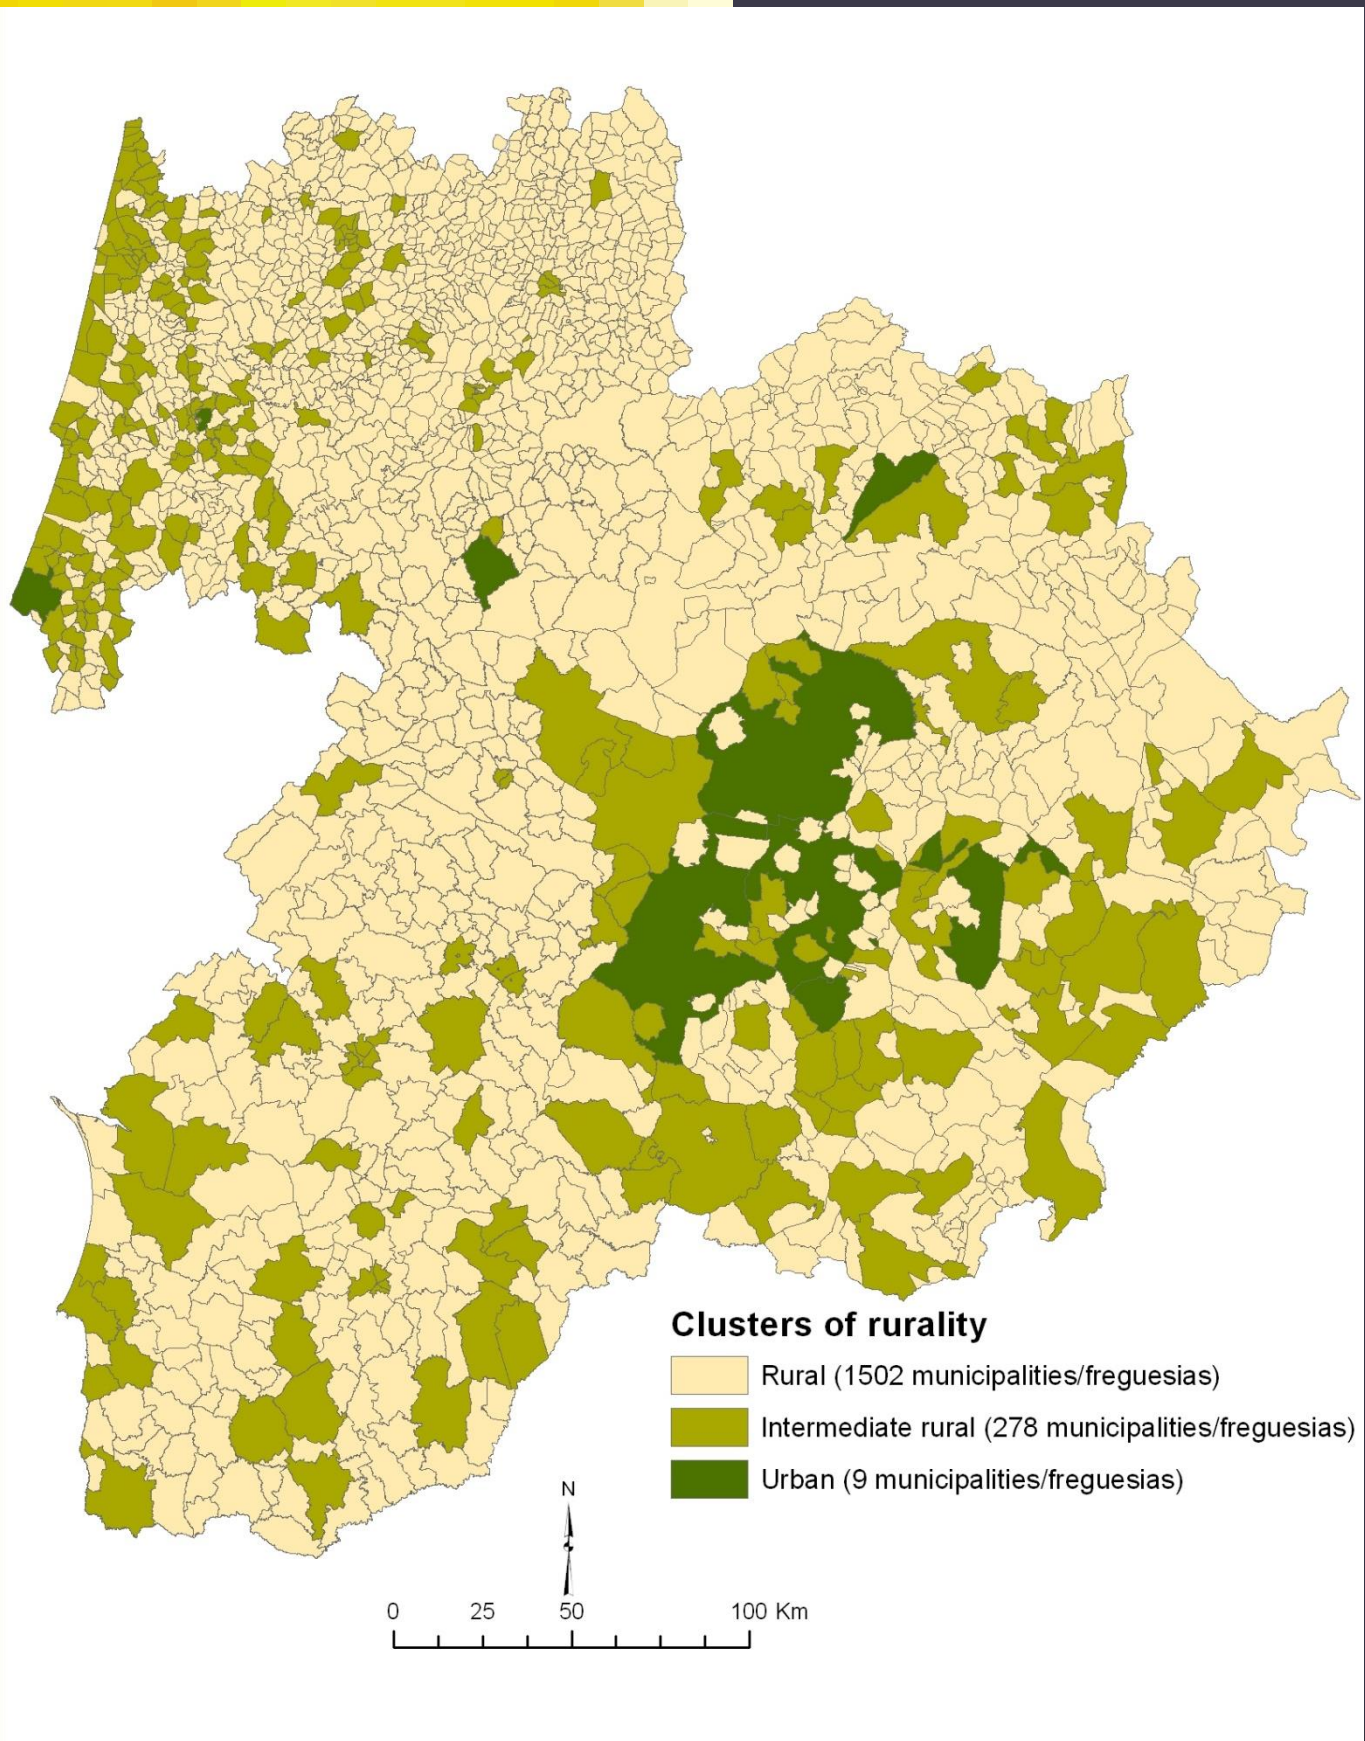 Clusters of rurality
Rural (1502 municipalities/freguesias)
Intermediate rural (278 municipalities/freguesias)
Urban (9 municipalities/freguesias)
N
0 25 50 100 Km